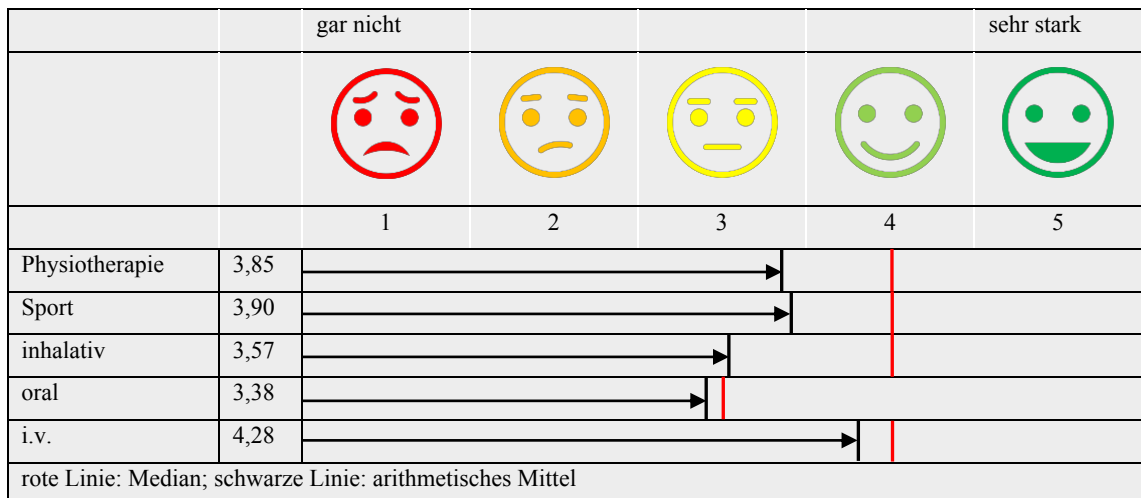 gar nicht sehr stark
1 2 3 4 5
Physiotherapie 3,85
Sport 3,90
inhalativ 3,57
oral 3,38
i.v. 4,28
rote Linie: Median; schwarze Linie: arithmetisches Mittel